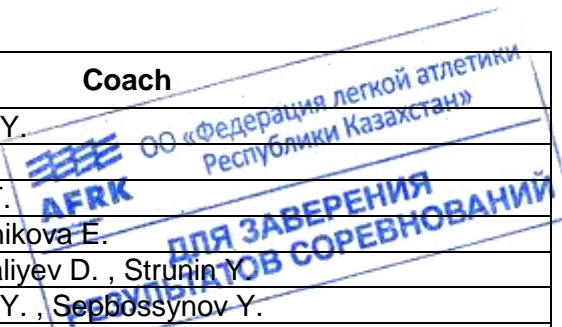 Coach
Y.
ОО «Федерация легкой атлетики
Республики Казахстан»
AFRK
ДЛЯ ЗАВЕРЕНИЯ
РЕЗУЛЬТАТОВ СОРЕВНОВАНИЙ
nikova E.
aliyev D. , Strunin Y.
Y. , Sepbossynov Y.